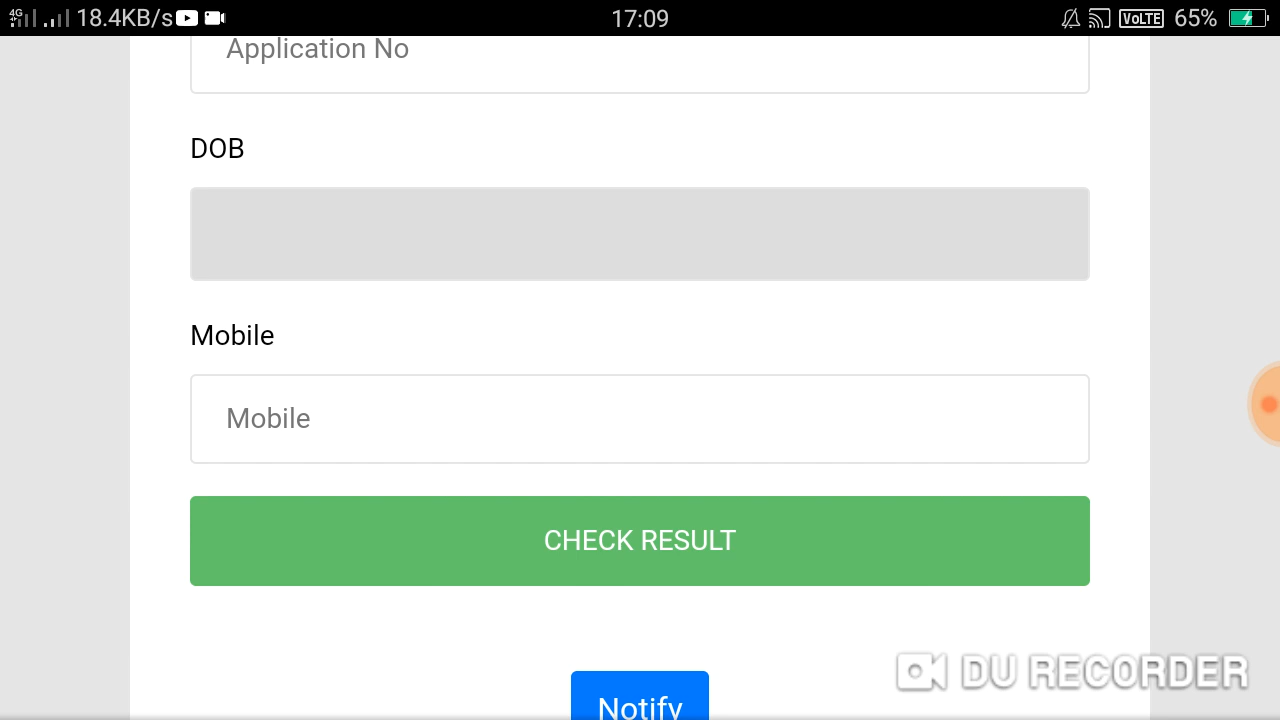 4G 18.4KB/s 17:09 VoLTE 65%
Application No
DOB
Mobile
Mobile
CHECK RESULT
DU RECORDER
Notify